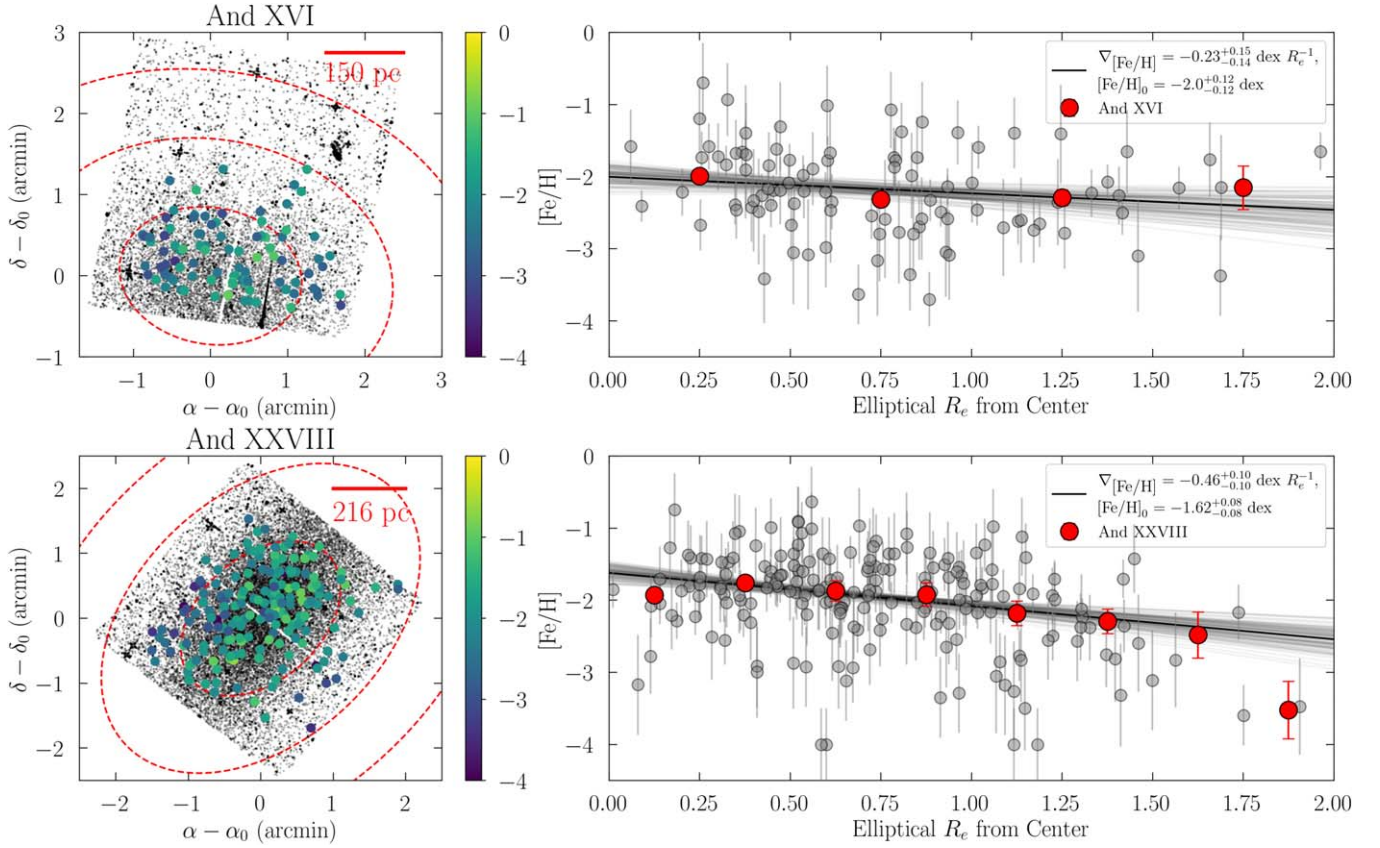 And XVI
3
2
1
0
−1
δ − δ0 (arcmin)
−1 0 1 2 3
α − α0 (arcmin)
150 pc
0
−1
−2
−3
−4
[Fe/H]
0
−1
−2
−3
−4
∇[Fe/H] = −0.23+0.15−0.14 dex Re−1,
[Fe/H]0 = −2.0+0.12−0.12 dex
And XVI
0.00 0.25 0.50 0.75 1.00 1.25 1.50 1.75 2.00
Elliptical Re from Center
And XXVIII
2
1
0
−1
−2
δ − δ0 (arcmin)
−2 −1 0 1 2
α − α0 (arcmin)
216 pc
0
−1
−2
−3
−4
[Fe/H]
0
−1
−2
−3
−4
∇[Fe/H] = −0.46+0.10−0.10 dex Re−1,
[Fe/H]0 = −1.62+0.08−0.08 dex
And XXVIII
0.00 0.25 0.50 0.75 1.00 1.25 1.50 1.75 2.00
Elliptical Re from Center